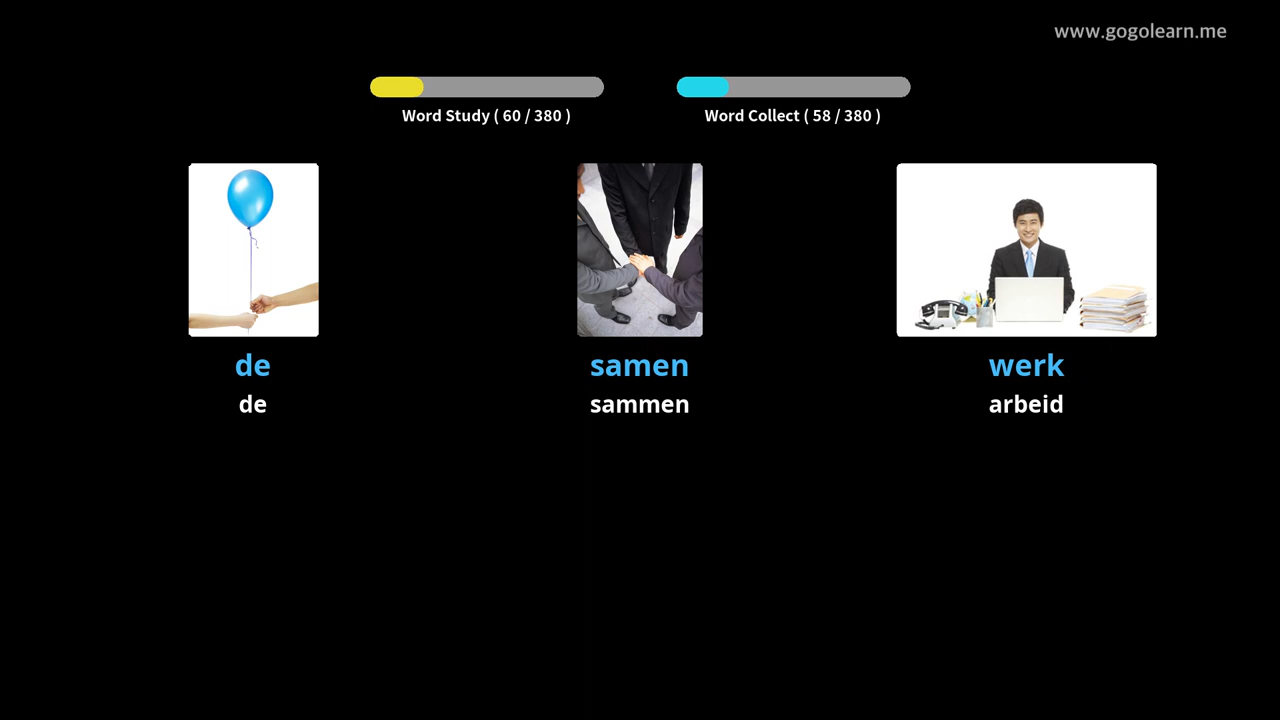 www.gogolearn.me
Word Study ( 60 / 380 )
Word Collect ( 58 / 380 )
de
samen
werk
de
sammen
arbeid